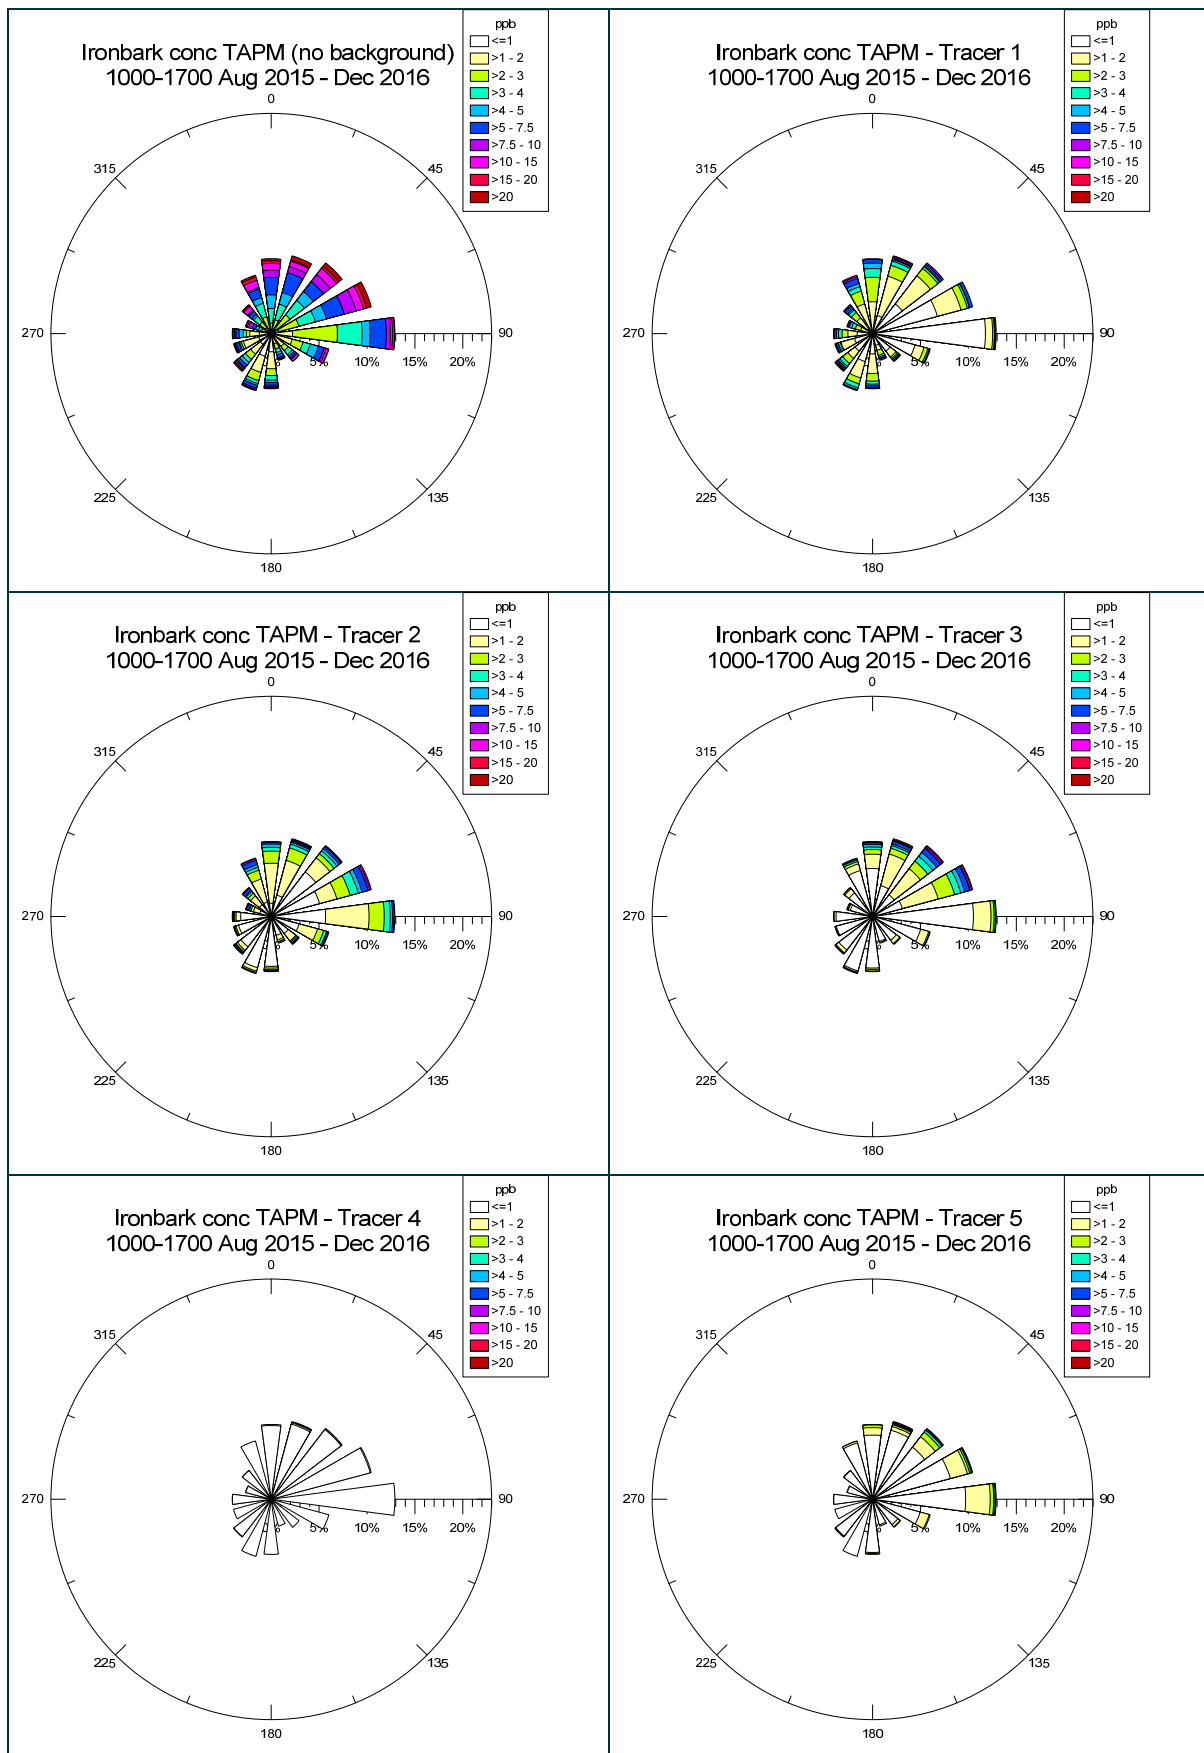 Ironbark conc TAPM (no background)
1000-1700 Aug 2015 - Dec 2016
ppb
<=1
>1 - 2
>2 - 3
>3 - 4
>4 - 5
>5 - 7.5
>7.5 - 10
>10 - 15
>15 - 20
>20
0
45
90
135
180
225
270
315
5%
10%
15%
20%
Ironbark conc TAPM - Tracer 1
1000-1700 Aug 2015 - Dec 2016
ppb
<=1
>1 - 2
>2 - 3
>3 - 4
>4 - 5
>5 - 7.5
>7.5 - 10
>10 - 15
>15 - 20
>20
0
45
90
135
180
225
270
315
5%
10%
15%
20%
Ironbark conc TAPM - Tracer 2
1000-1700 Aug 2015 - Dec 2016
ppb
<=1
>1 - 2
>2 - 3
>3 - 4
>4 - 5
>5 - 7.5
>7.5 - 10
>10 - 15
>15 - 20
>20
0
45
90
135
180
225
270
315
5%
10%
15%
20%
Ironbark conc TAPM - Tracer 3
1000-1700 Aug 2015 - Dec 2016
ppb
<=1
>1 - 2
>2 - 3
>3 - 4
>4 - 5
>5 - 7.5
>7.5 - 10
>10 - 15
>15 - 20
>20
0
45
90
135
180
225
270
315
5%
10%
15%
20%
Ironbark conc TAPM - Tracer 4
1000-1700 Aug 2015 - Dec 2016
ppb
<=1
>1 - 2
>2 - 3
>3 - 4
>4 - 5
>5 - 7.5
>7.5 - 10
>10 - 15
>15 - 20
>20
0
45
90
135
180
225
270
315
5%
10%
15%
20%
Ironbark conc TAPM - Tracer 5
1000-1700 Aug 2015 - Dec 2016
ppb
<=1
>1 - 2
>2 - 3
>3 - 4
>4 - 5
>5 - 7.5
>7.5 - 10
>10 - 15
>15 - 20
>20
0
45
90
135
180
225
270
315
5%
10%
15%
20%